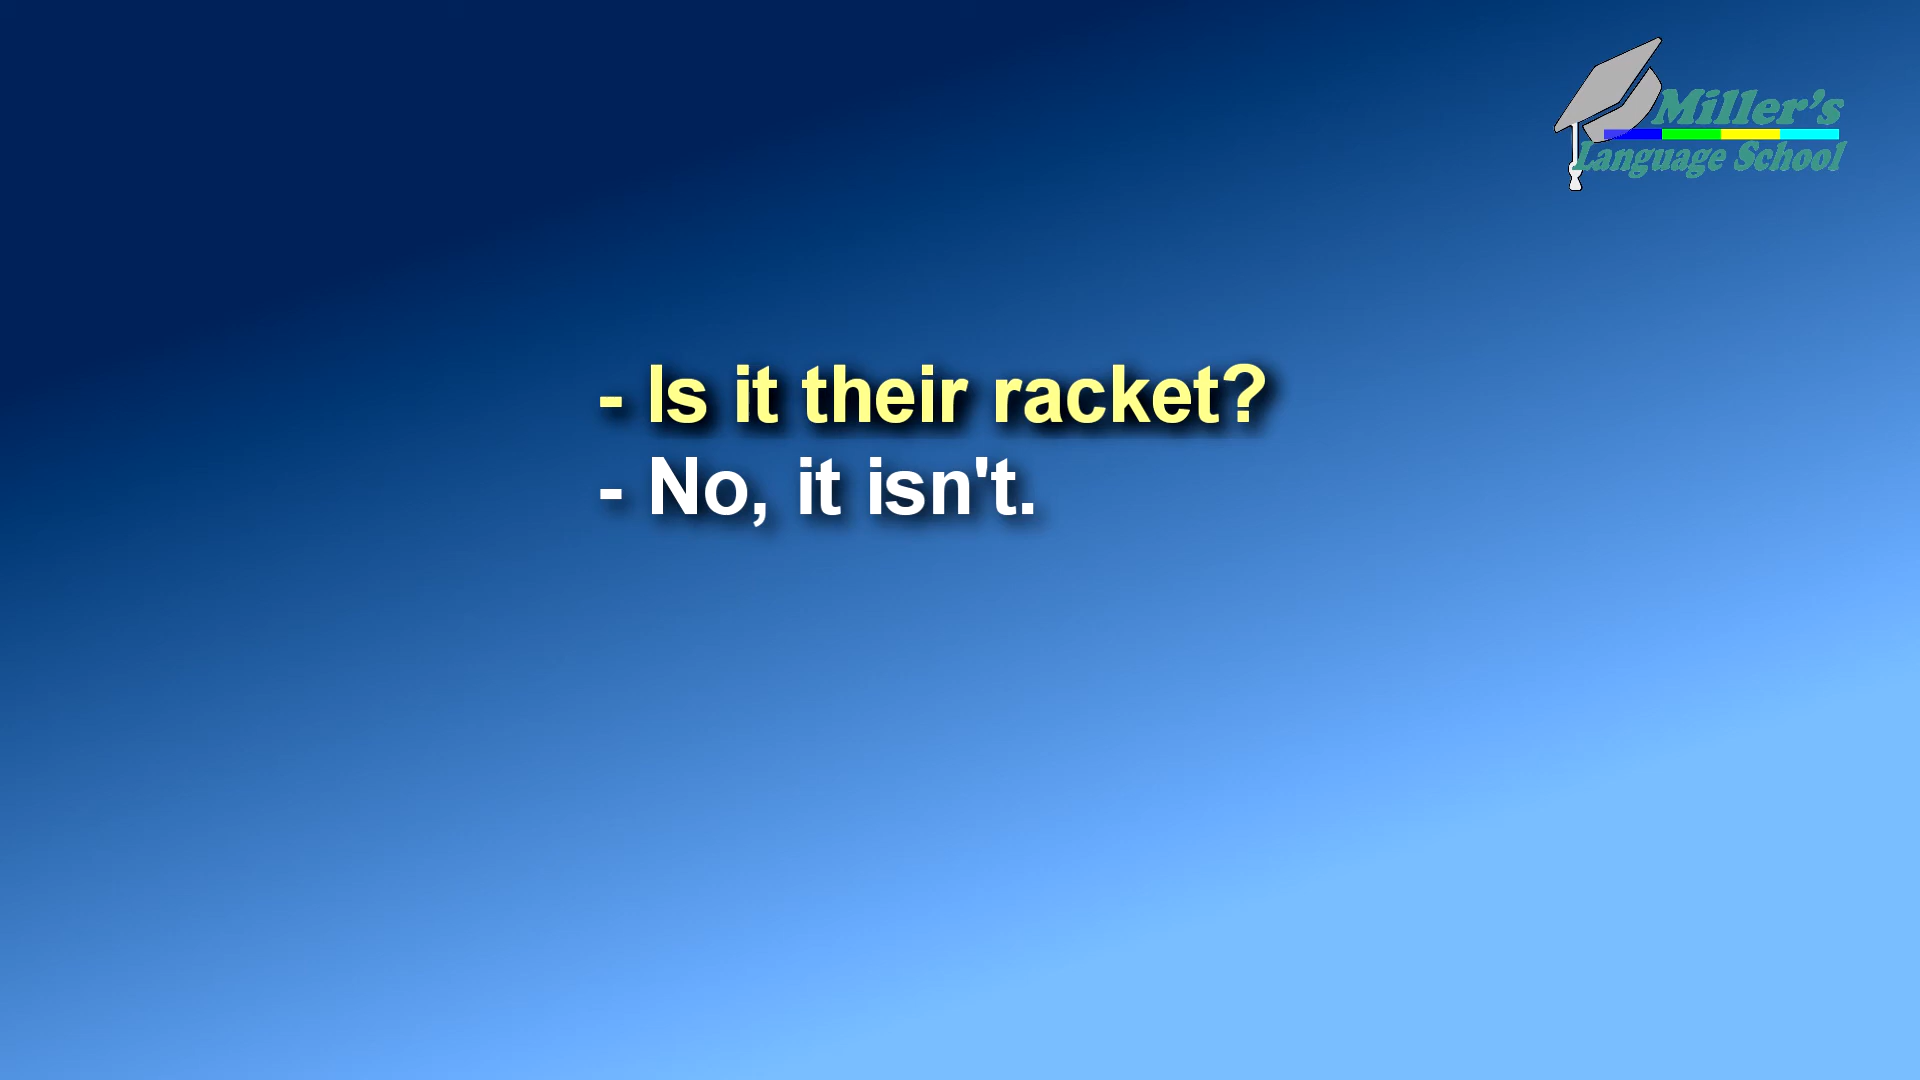 Miller's
Language School
- Is it their racket?
- No, it isn't.